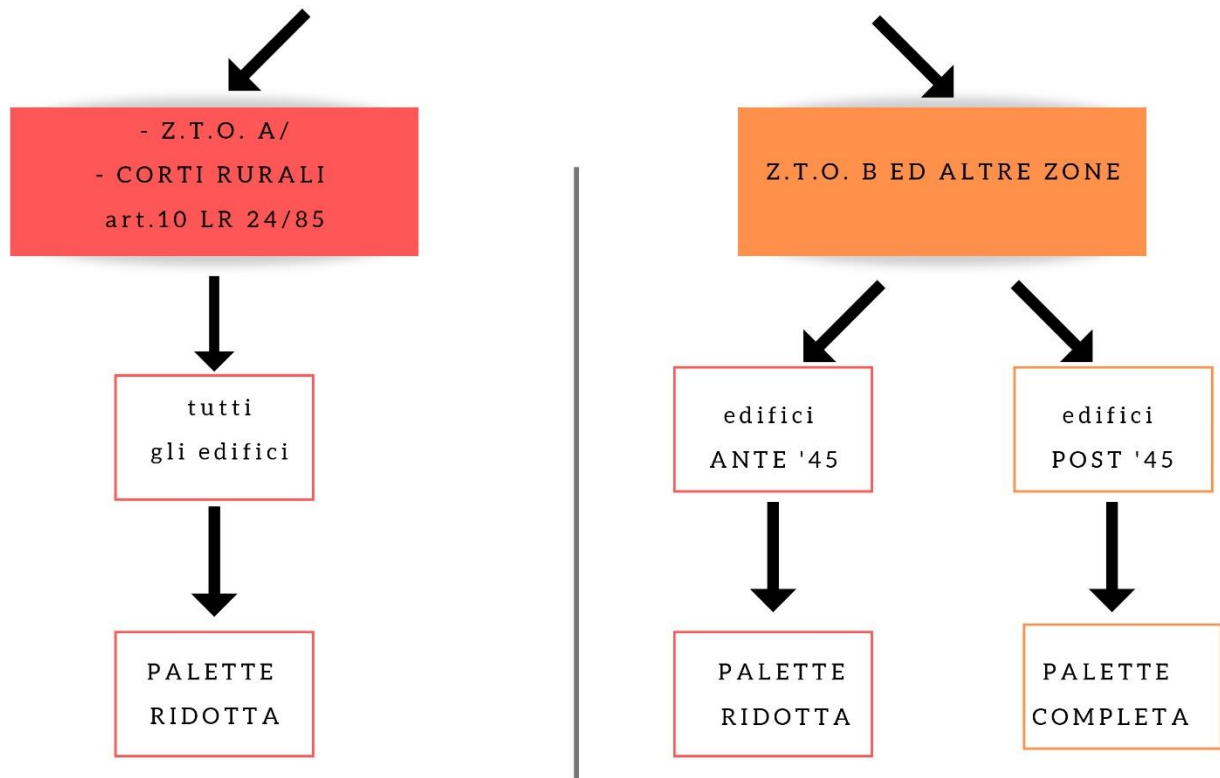 - Z.T.O. A/
- CORTI RURALI
art.10 LR 24/85
Z.T.O. B ED ALTRE ZONE
tutti
gli edifici
edifici
ANTE '45
edifici
POST '45
PALETTE
RIDOTTA
PALETTE
RIDOTTA
PALETTE
COMPLETA